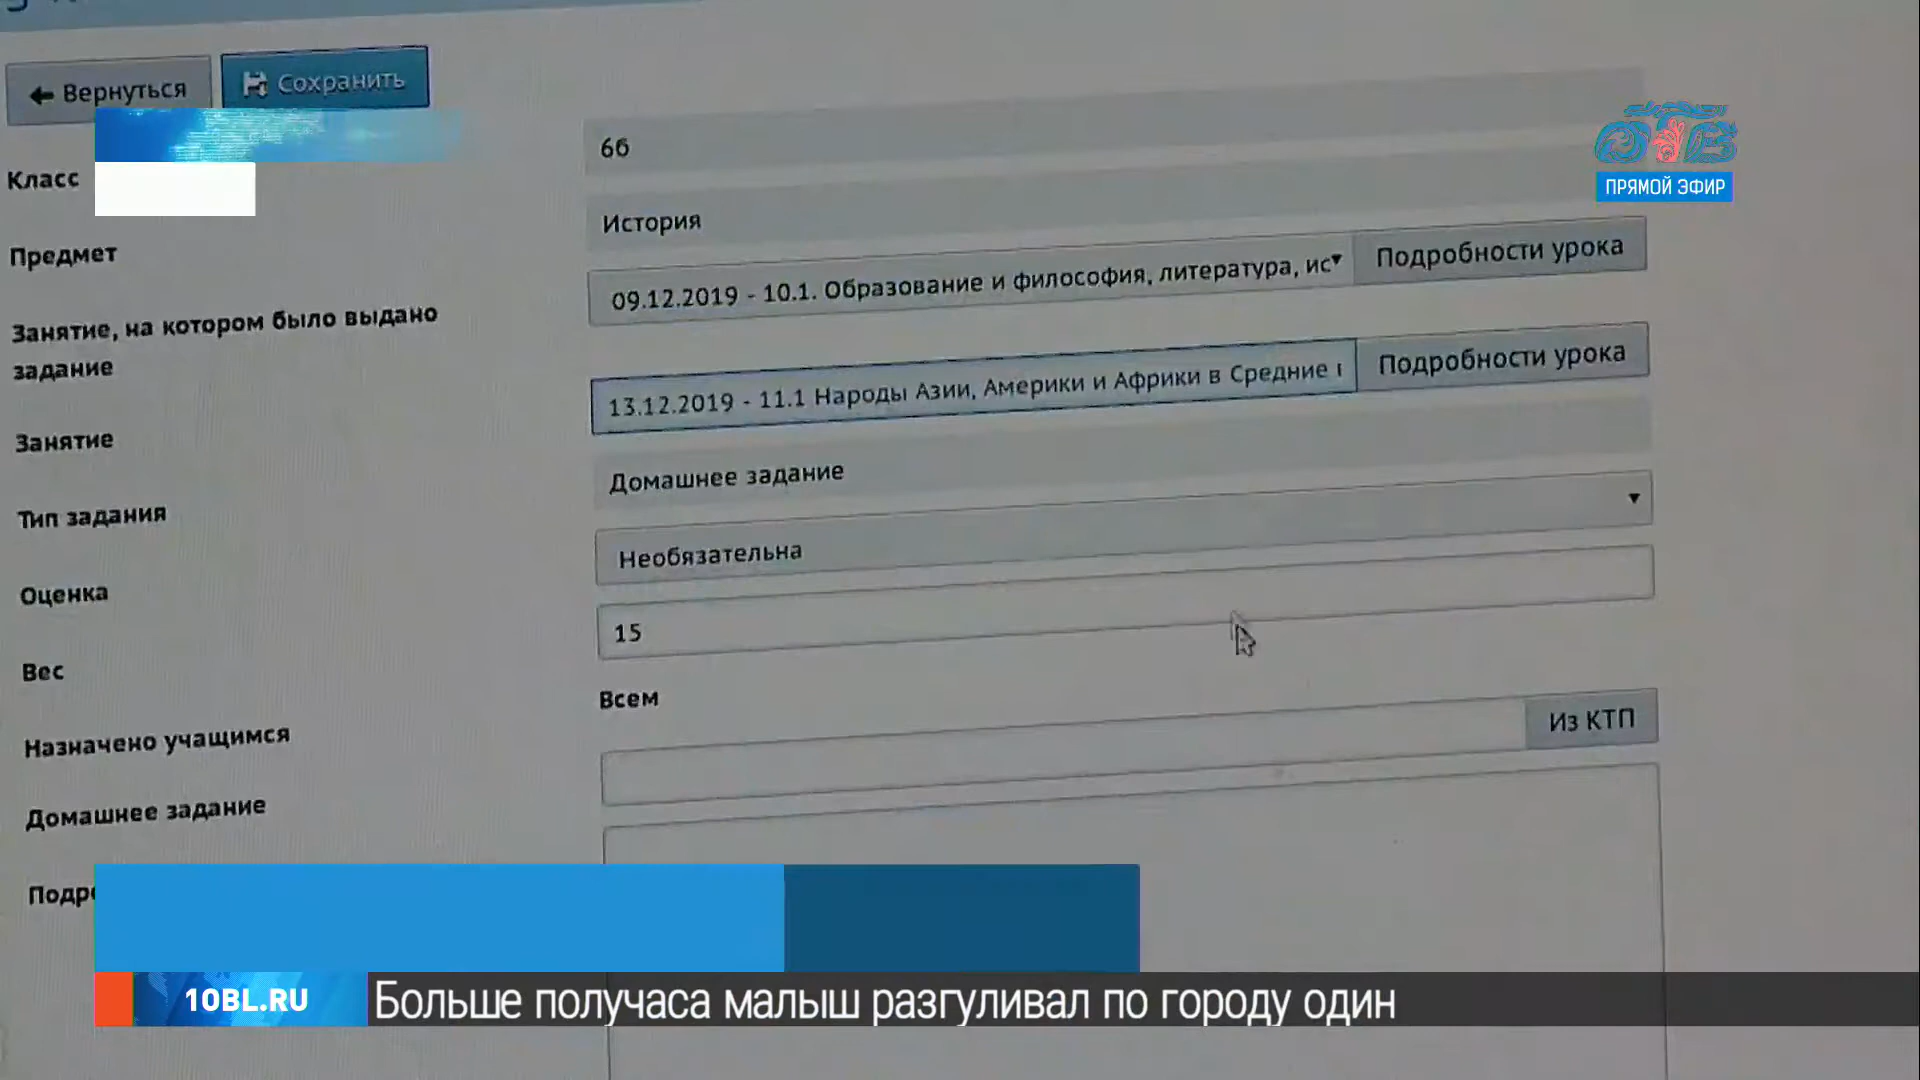 Вернуться
Сохранить
Класс
6б
ОТВ
ПРЯМОЙ ЭФИР
Предмет
История
Занятие, на котором было выдано
задание
09.12.2019 - 10.1. Образование и философия, литература, ис
Подробности урока
Занятие
13.12.2019 - 11.1 Народы Азии, Америки и Африки в Средние
Подробности урока
Тип задания
Домашнее задание
Оценка
Необязательна
Вес
15
Назначено учащимся
Всем
Домашнее задание
Из КТП
Подр
10BL.RU
Больше получаса малыш разгуливал по городу один